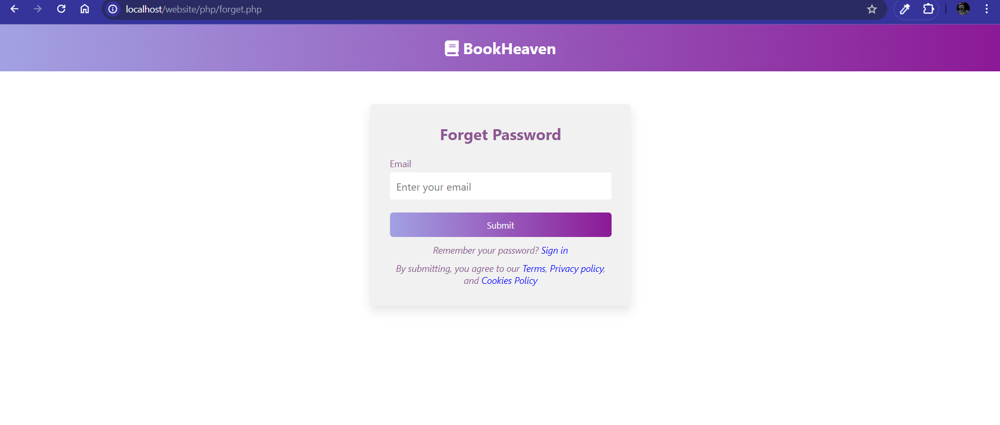 localhost/website/php/forget.php
BookHeaven
Forget Password
Email
Enter your email
Submit
Remember your password? Sign in
By submitting, you agree to our Terms, Privacy policy,
and Cookies Policy